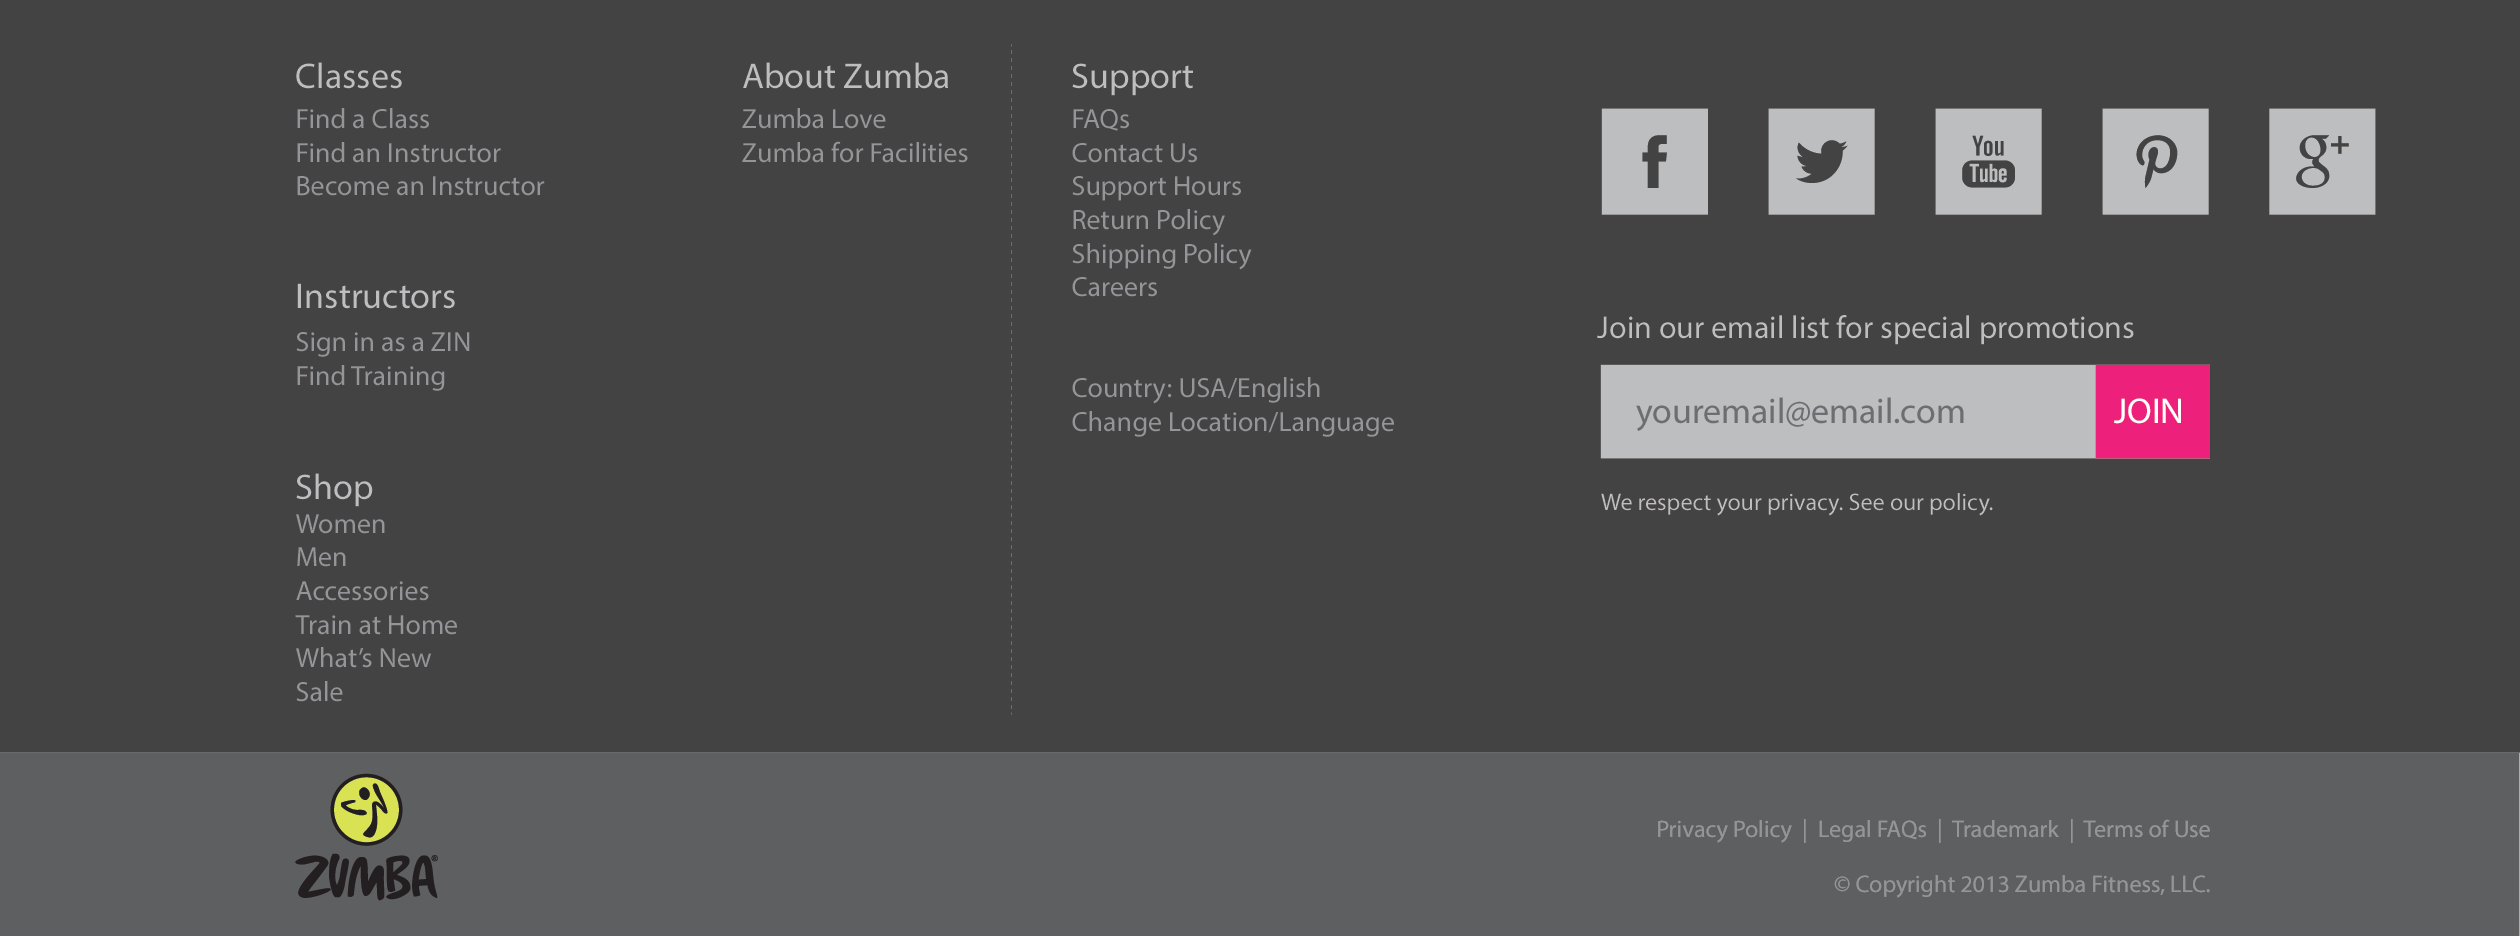 Classes
Find a Class
Find an Instructor
Become an Instructor
Instructors
Sign in as a ZIN
Find Training
Shop
Women
Men
Accessories
Train at Home
What’s New
Sale
About Zumba
Zumba Love
Zumba for Facilities
Support
FAQs
Contact Us
Support Hours
Return Policy
Shipping Policy
Careers
Country: USA/English
Change Location/Language
f
You
Tube
g+
Join our email list for special promotions
youremail@email.com JOIN
We respect your privacy. See our policy.
ZUMBA®
Privacy Policy | Legal FAQs | Trademark | Terms of Use
© Copyright 2013 Zumba Fitness, LLC.